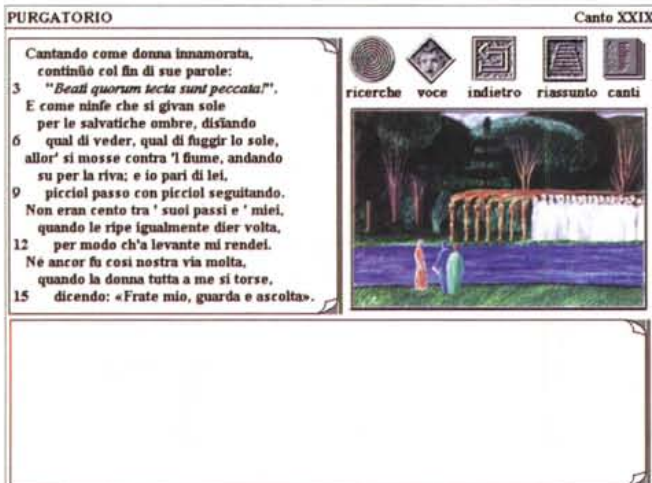 PURGATORIO Canto XXIX
Cantando come donna innamorata,
continüò col fin di sue parole:
3 "Beati quorum tecta sunt peccata!".
E come ninfe che si givan sole
per le salvatiche ombre, disïando
6 qual di veder, qual di fuggir lo sole,
allor' si mosse contra 'l fiume, andando
su per la riva; e io pari di lei,
9 picciol passo con picciol seguitando.
Non eran cento tra ' suoi passi e ' miei,
quando le ripe igualmente dier volta,
12 per modo ch'a levante mi rendei.
Né ancor fu così nostra via molta,
quando la donna tutta a me si torse,
15 dicendo: «Frate mio, guarda e ascolta».
ricerche voce indietro riassunto canti